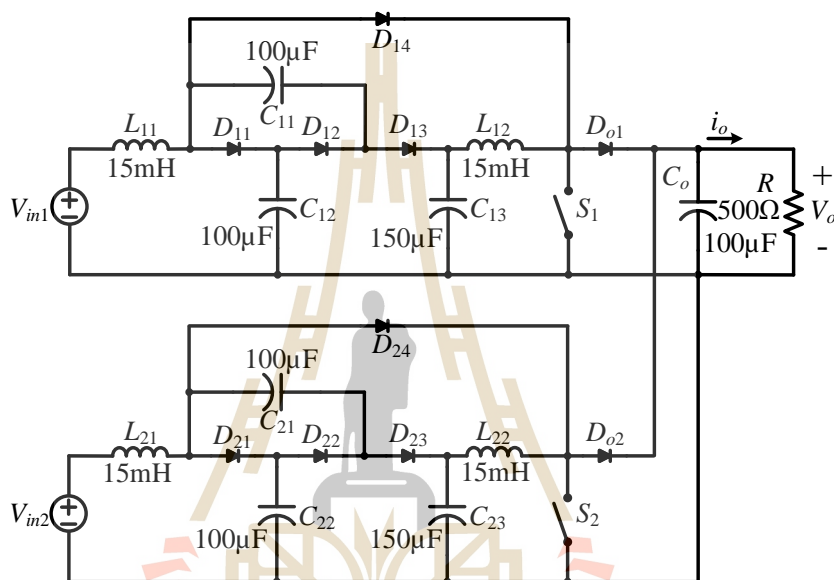 D₁₄
100µF
C₁₁
L₁₁
15mH
D₁₁
D₁₂
D₁₃
L₁₂
15mH
Dₒ₁
iₒ
Vᵢₙ₁
C₁₂
100µF
C₁₃
150µF
S₁
Cₒ
100µF
R
500Ω
+
Vₒ
-
D₂₄
100µF
C₂₁
L₂₁
15mH
D₂₁
D₂₂
D₂₃
L₂₂
15mH
Dₒ₂
Vᵢₙ₂
C₂₂
100µF
C₂₃
150µF
S₂